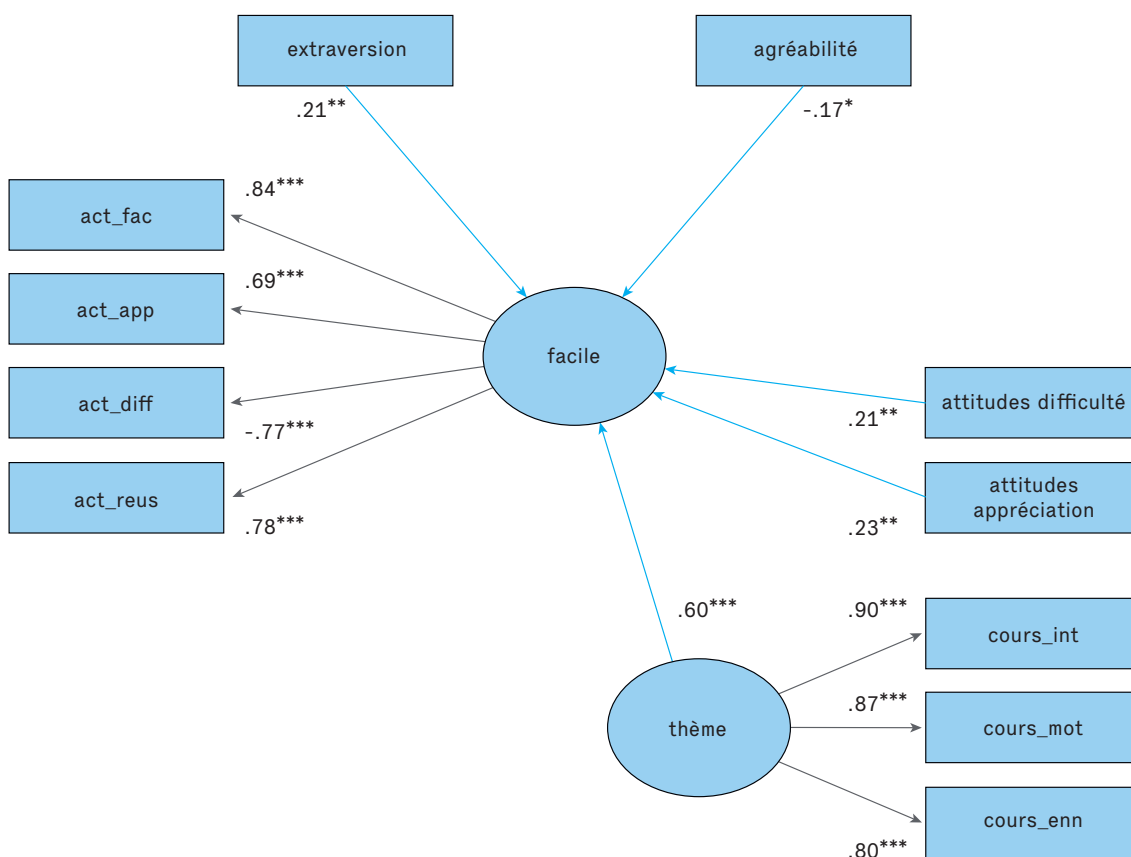 extraversion
agréabilité
.21**
-.17*
act_fac
.84***
act_app
.69***
facile
act_diff
-.77***
attitudes difficulté
.21**
act_reus
.78***
attitudes
appréciation
.23**
.60***
.90***
cours_int
thème
.87***
cours_mot
cours_enn
.80***